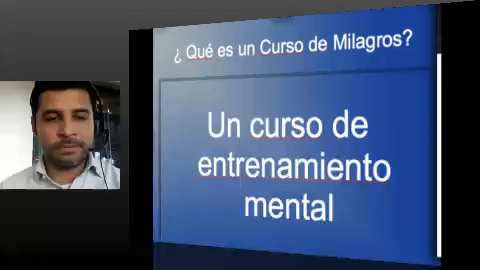 ¿ Qué es un Curso de Milagros?
Un curso de
entrenamiento
mental